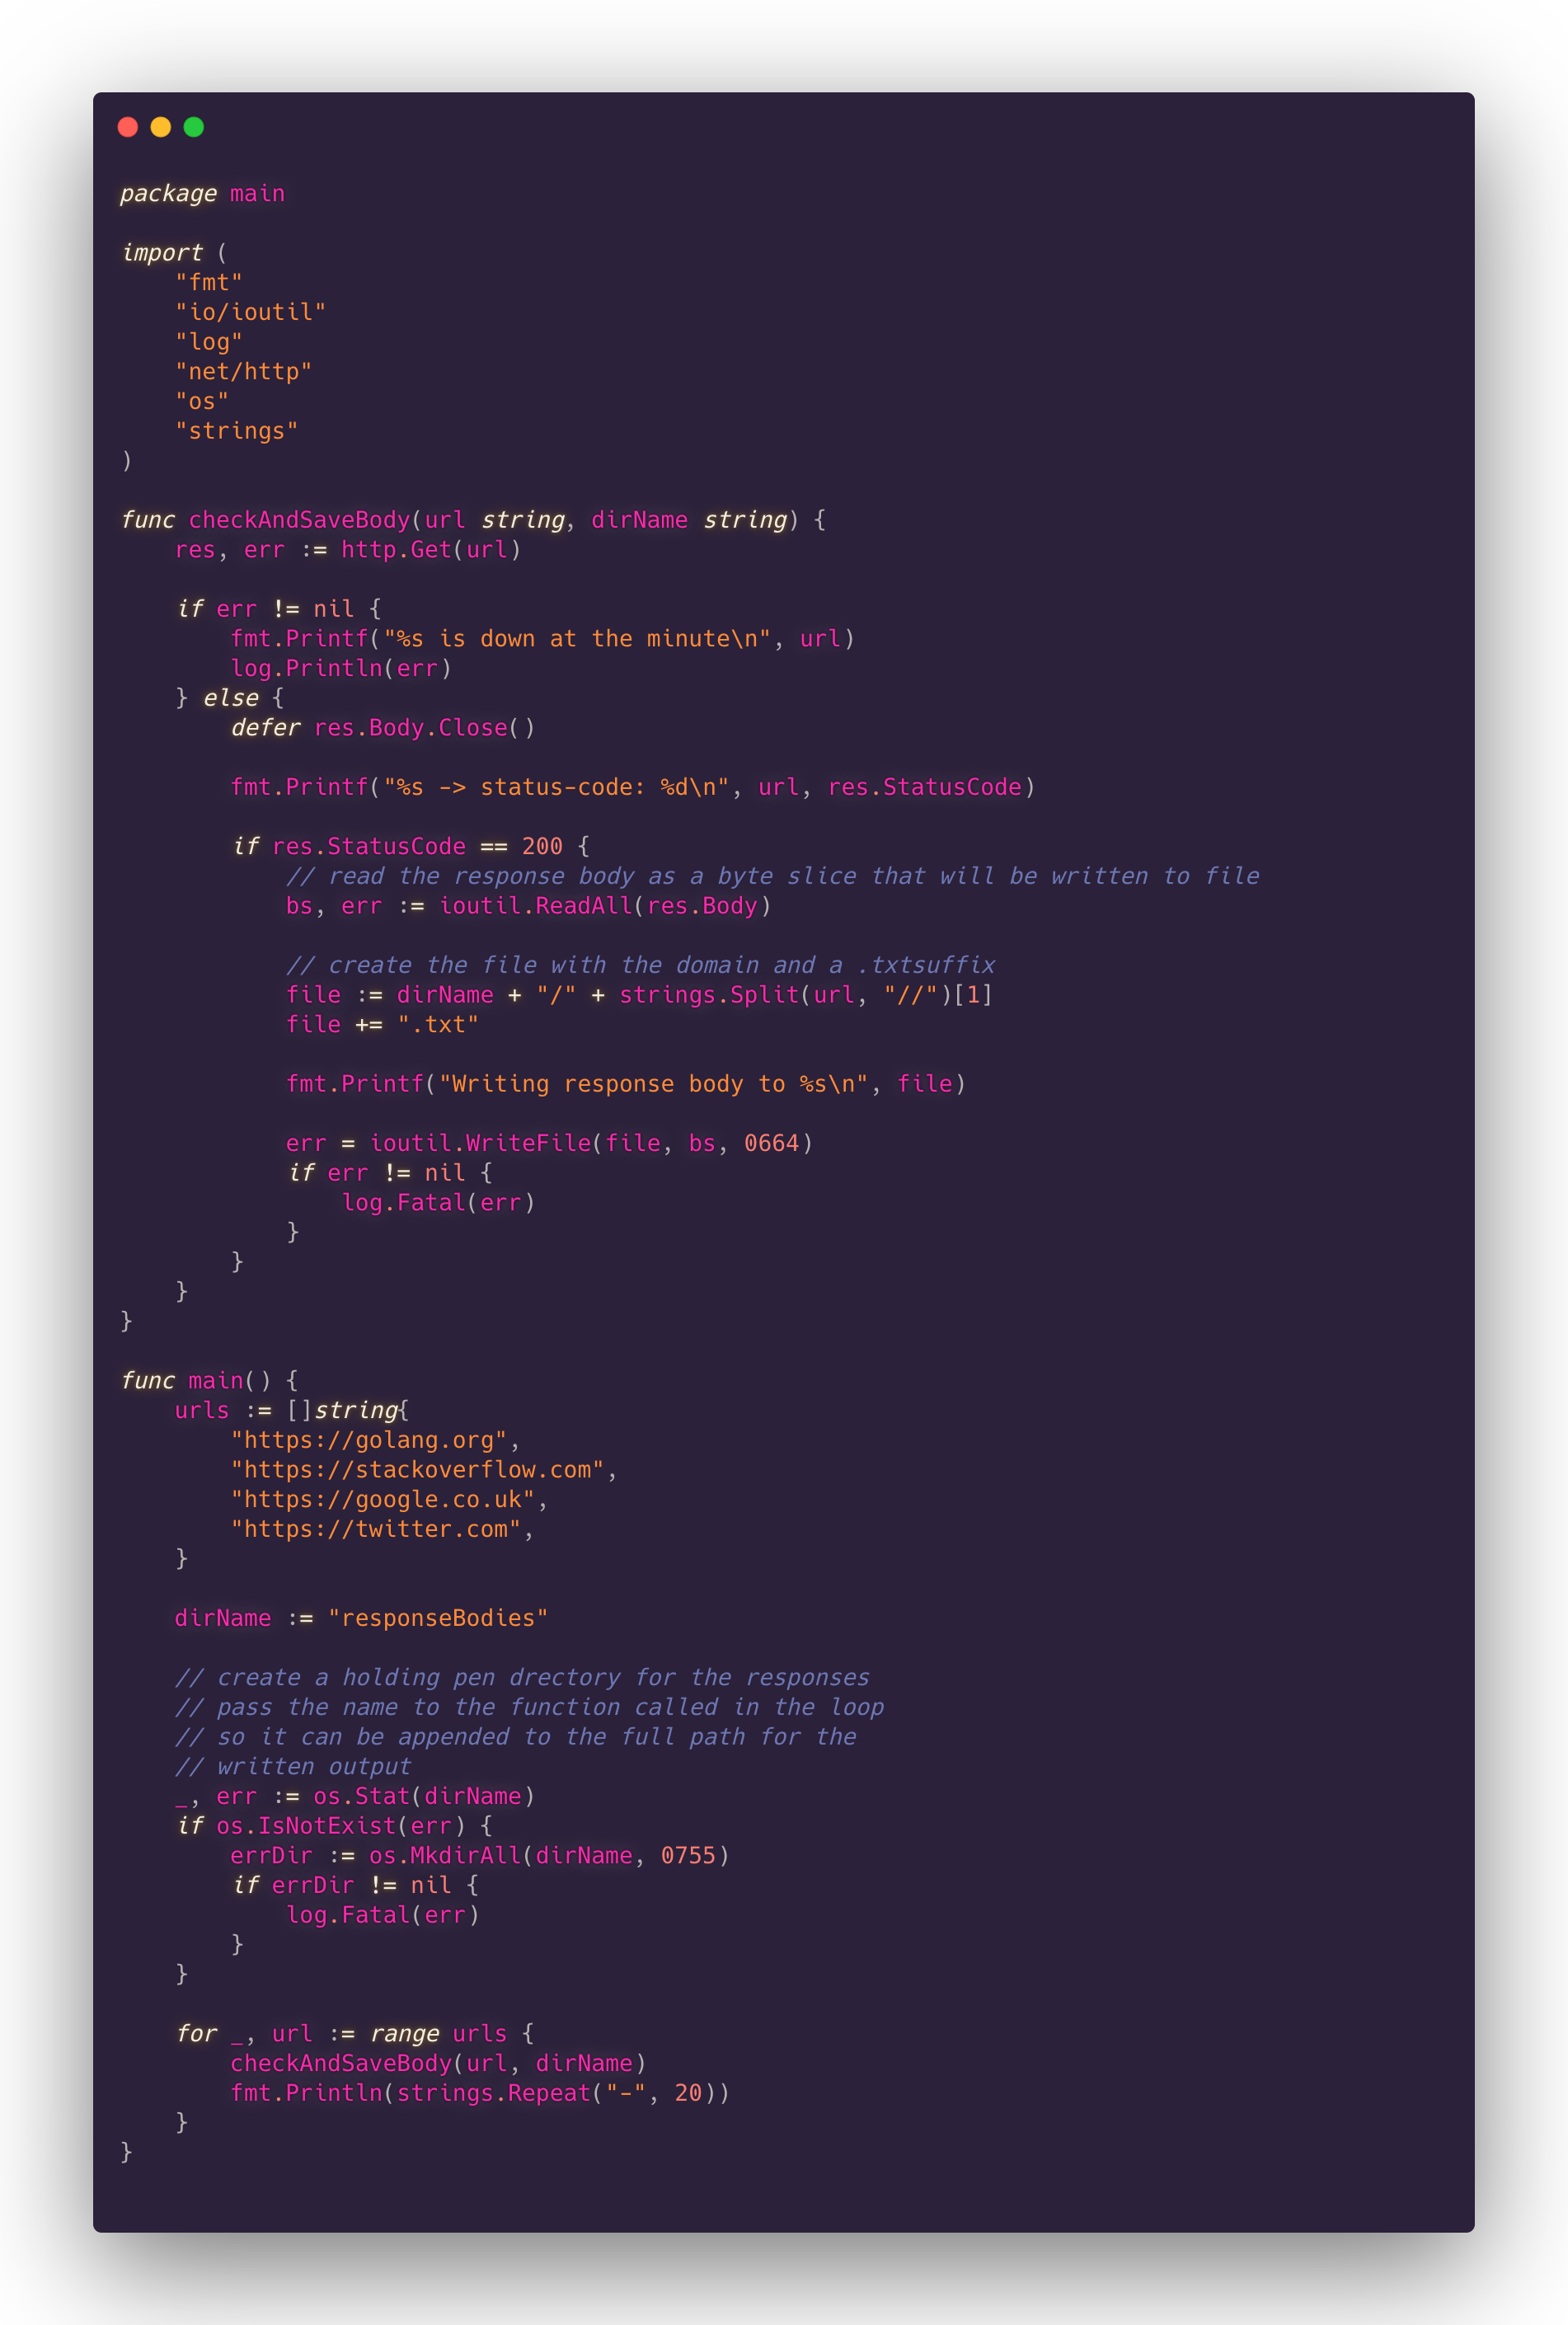 package main

import (
    "fmt"
    "io/ioutil"
    "log"
    "net/http"
    "os"
    "strings"
)

func checkAndSaveBody(url string, dirName string) {
    res, err := http.Get(url)

    if err != nil {
        fmt.Printf("%s is down at the minute\n", url)
        log.Println(err)
    } else {
        defer res.Body.Close()

        fmt.Printf("%s -> status-code: %d\n", url, res.StatusCode)

        if res.StatusCode == 200 {
            // read the response body as a byte slice that will be written to file
            bs, err := ioutil.ReadAll(res.Body)

            // create the file with the domain and a .txtsuffix
            file := dirName + "/" + strings.Split(url, "//")[1]
            file += ".txt"

            fmt.Printf("Writing response body to %s\n", file)

            err = ioutil.WriteFile(file, bs, 0664)
            if err != nil {
                log.Fatal(err)
            }
        }
    }
}

func main() {
    urls := []string{
        "https://golang.org",
        "https://stackoverflow.com",
        "https://google.co.uk",
        "https://twitter.com",
    }

    dirName := "responseBodies"

    // create a holding pen drectory for the responses
    // pass the name to the function called in the loop
    // so it can be appended to the full path for the
    // written output
    _, err := os.Stat(dirName)
    if os.IsNotExist(err) {
        errDir := os.MkdirAll(dirName, 0755)
        if errDir != nil {
            log.Fatal(err)
        }
    }

    for _, url := range urls {
        checkAndSaveBody(url, dirName)
        fmt.Println(strings.Repeat("-", 20))
    }
}